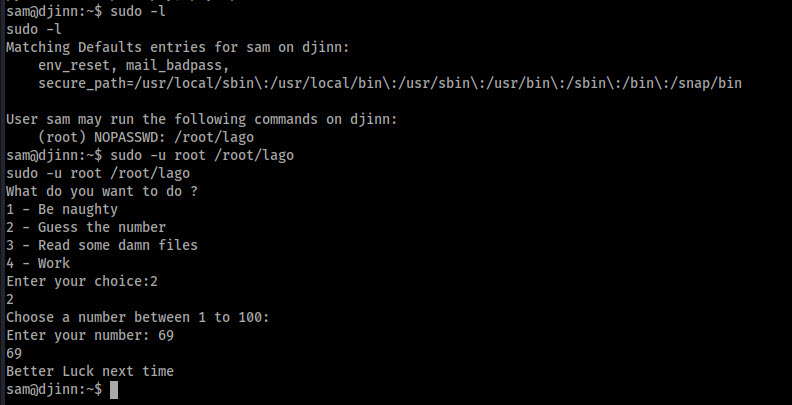 sam@djinn:~$ sudo -l
sudo -l
Matching Defaults entries for sam on djinn:
    env_reset, mail_badpass,
    secure_path=/usr/local/sbin\:/usr/local/bin\:/usr/sbin\:/usr/bin\:/sbin\:/bin\:/snap/bin

User sam may run the following commands on djinn:
    (root) NOPASSWD: /root/lago
sam@djinn:~$ sudo -u root /root/lago
sudo -u root /root/lago
What do you want to do ?
1 - Be naughty
2 - Guess the number
3 - Read some damn files
4 - Work
Enter your choice:2
2
Choose a number between 1 to 100:
Enter your number: 69
69
Better Luck next time
sam@djinn:~$